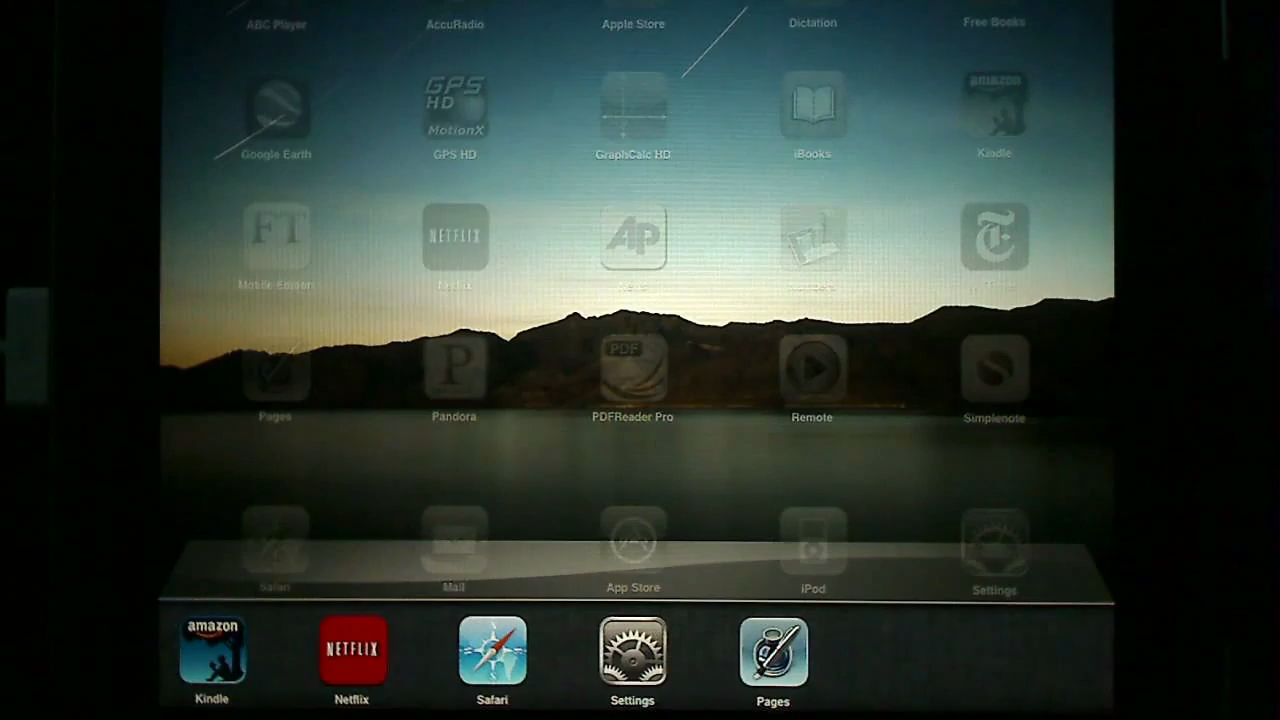 ABC Player AccuRadio Apple Store Dictation Free Books
GPS
HD
MotionX
amazon
Google Earth GPS HD GraphCalc HD iBooks Kindle
FT NETFLIX AP T
Mobile Edition Netflix
P PDF
Pages Pandora PDFReader Pro Remote Simplenote
Safari Mail App Store iPod Settings
amazon NETFLIX
Kindle Netflix Safari Settings Pages